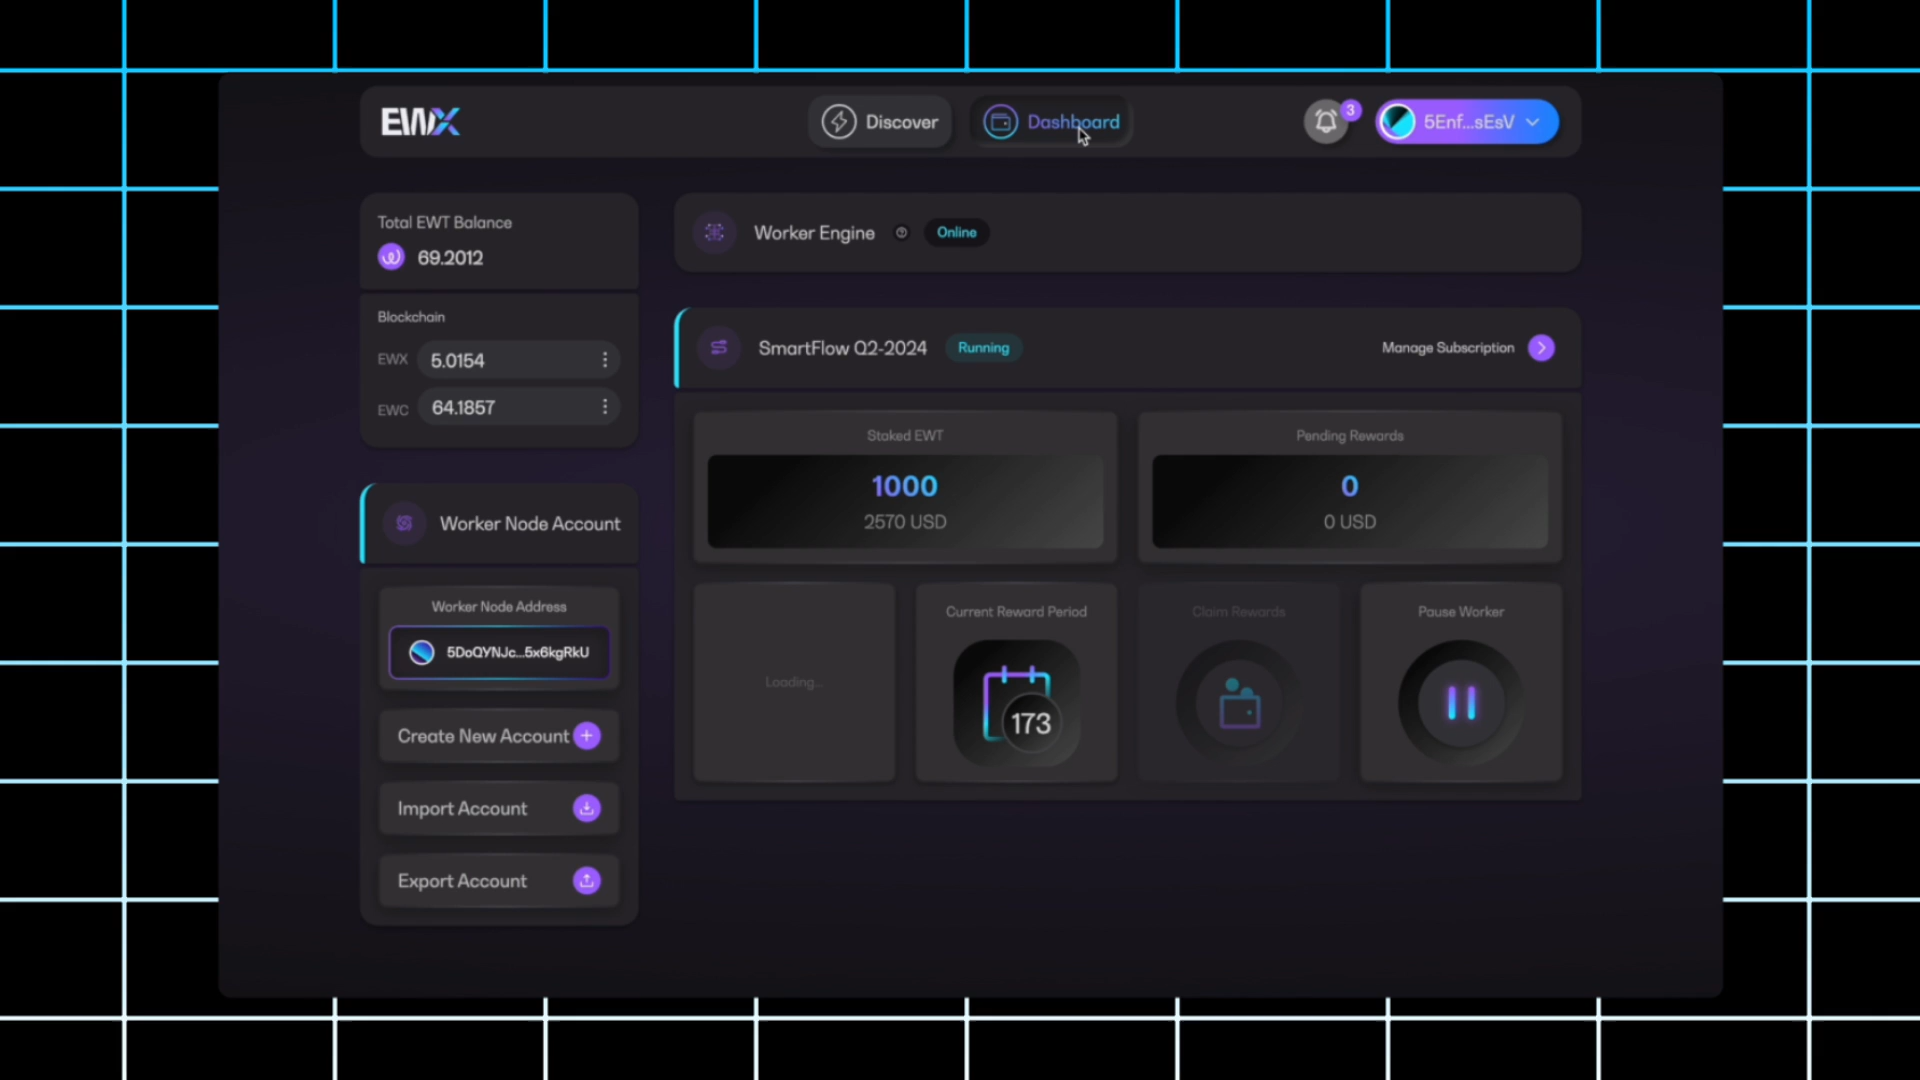 EWX
Discover
Dashboard
3
5Enf...sEsV
Total EWT Balance
69.2012
Blockchain
EWX 5.0154
EWC 64.1857
Worker Node Account
Worker Node Address
5DoQYNJc...5x6kgRkU
Create New Account
Import Account
Export Account
Worker Engine
Online
SmartFlow Q2-2024
Running
Manage Subscription
Staked EWT
1000
2570 USD
Pending Rewards
0
0 USD
Loading...
Current Reward Period
173
Claim Rewards
Pause Worker